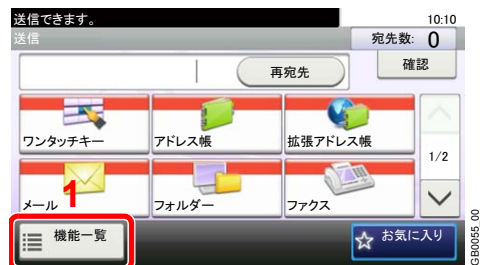 送信できます。 10:10
送信 宛先数: 0
再宛先 確認
ワンタッチキー アドレス帳 拡張アドレス帳
1/2
メール フォルダー ファクス
1
機能一覧 お気に入り
GB0055_00